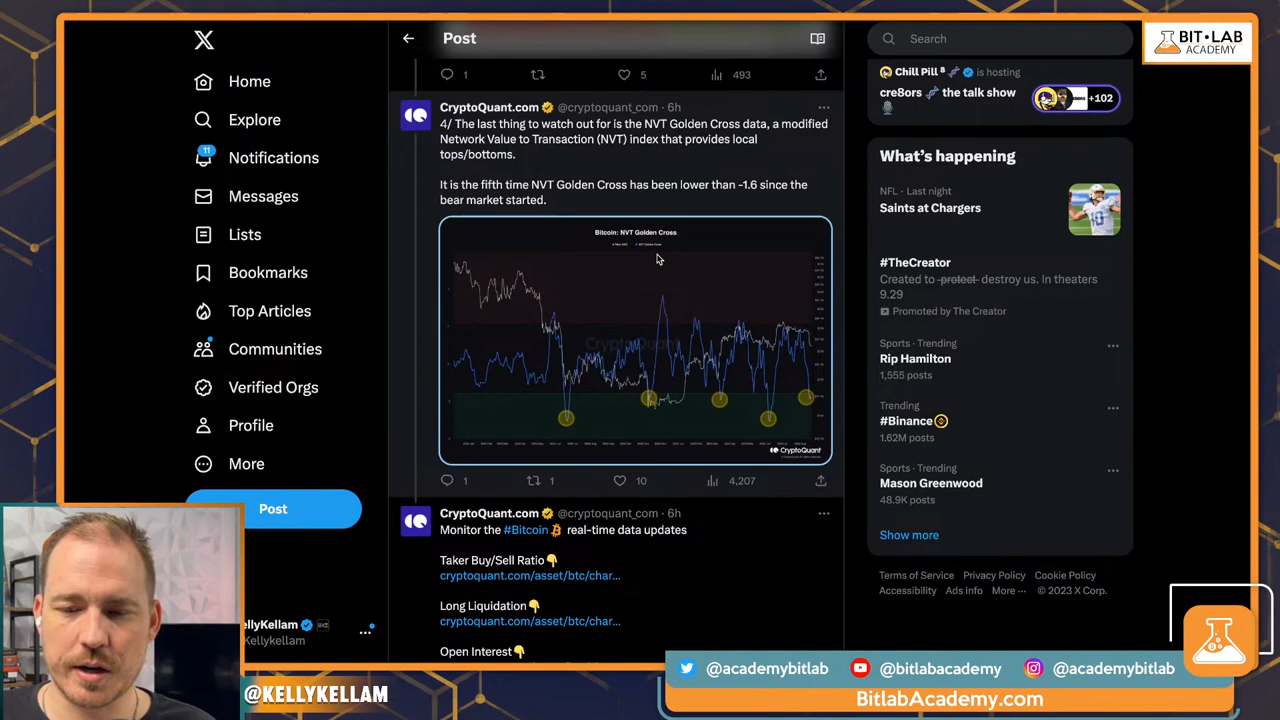 Home
Explore
11
Notifications
Messages
Lists
Bookmarks
Top Articles
Communities
Verified Orgs
Profile
More
Post
llyKellam
Kellykellam
@KELLYKELLAM
Post
1
5
493
CryptoQuant.com @cryptoquant_com · 6h
4/ The last thing to watch out for is the NVT Golden Cross data, a modified
Network Value to Transaction (NVT) index that provides local
tops/bottoms.
It is the fifth time NVT Golden Cross has been lower than -1.6 since the
bear market started.
Bitcoin: NVT Golden Cross
CryptoQuant
CryptoQuant
1
1
10
4,207
CryptoQuant.com @cryptoquant_com · 6h
Monitor the #Bitcoin real-time data updates
Taker Buy/Sell Ratio
cryptoquant.com/asset/btc/char...
Long Liquidation
cryptoquant.com/asset/btc/char...
Open Interest
Search
Chill Pill is hosting
cre8ors the talk show
+102
What's happening
NFL · Last night
Saints at Chargers
#TheCreator
Created to protect destroy us. In theaters
9.29
Promoted by The Creator
Sports · Trending
Rip Hamilton
1,555 posts
Trending
#Binance
1.62M posts
Sports · Trending
Mason Greenwood
48.9K posts
Show more
Terms of Service Privacy Policy Cookie Policy
Accessibility Ads info More ··· © 2023 X Corp.
BIT·LAB
ACADEMY
@academybitlab
@bitlabacademy
@academybitlab
BitlabAcademy.com